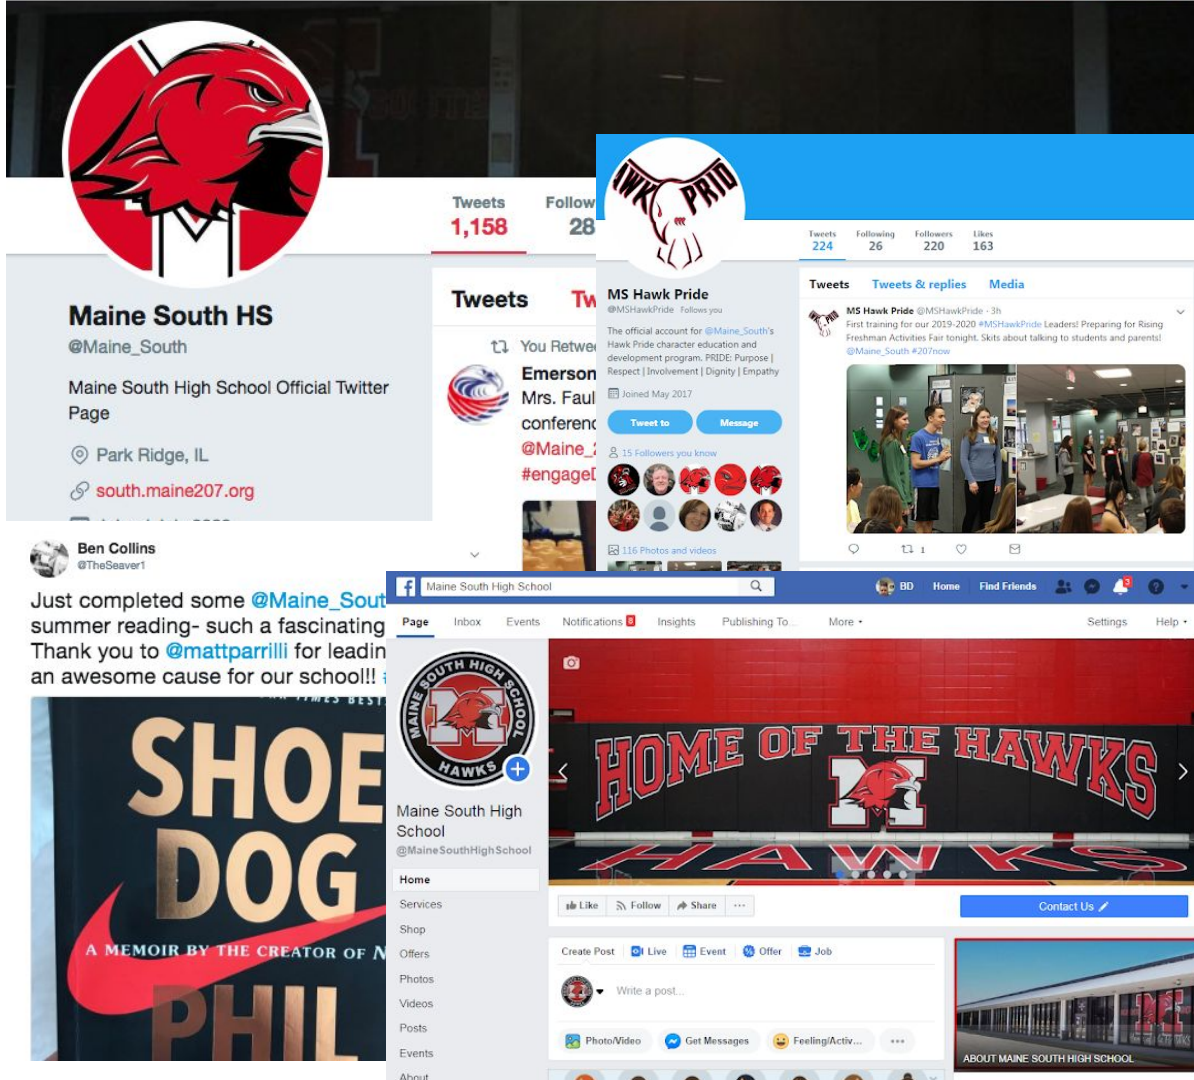 Tweets
1,158
Follow
28
Maine South HS
@Maine_South
Maine South High School Official Twitter
Page
Park Ridge, IL
south.maine207.org
Tweets Tw
You Retwe
Emerson
Mrs. Faul
conferenc
@Maine_2
#engageD
HAWK PRID
Tweets Following Followers Likes
224 26 220 163
MS Hawk Pride
@MSHawkPride Follows you
The official account for @Maine_South's
Hawk Pride character education and
development program. PRIDE: Purpose |
Respect | Involvement | Dignity | Empathy
Joined May 2017
Tweet to Message
15 Followers you know
116 Photos and videos
Tweets Tweets & replies Media
MS Hawk Pride @MSHawkPride · 3h
First training for our 2019-2020 #MSHawkPride Leaders! Preparing for Rising
Freshman Activities Fair tonight. Skits about talking to students and parents!
@Maine_South #207now
1
Ben Collins
@TheSeaver1
Just completed some @Maine_Sout
summer reading- such a fascinating
Thank you to @mattparrilli for leadin
an awesome cause for our school!!
SHOE
DOG
A MEMOIR BY THE CREATOR OF N
PHIL
Maine South High School
BD Home Find Friends 3
Page Inbox Events Notifications 8 Insights Publishing To... More Settings Help
MAINE SOUTH HIGH SCHOOL
M
HAWKS
Maine South High
School
@MaineSouthHighSchool
Home
Services
Shop
Offers
Photos
Videos
Posts
Events
About
HOME OF THE HAWKS
M
HAWKS
Like Follow Share ...
Contact Us
Create Post Live Event Offer Job
Write a post...
Photo/Video Get Messages Feeling/Activ... ...
M
ABOUT MAINE SOUTH HIGH SCHOOL